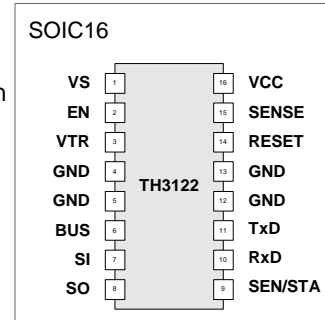 SOIC16
n
VS 1 16 VCC
EN 2 15 SENSE
VTR 3 14 RESET
GND 4 13 GND
TH3122
GND 5 12 GND
BUS 6 11 TxD
SI 7 10 RxD
SO 8 9 SEN/STA